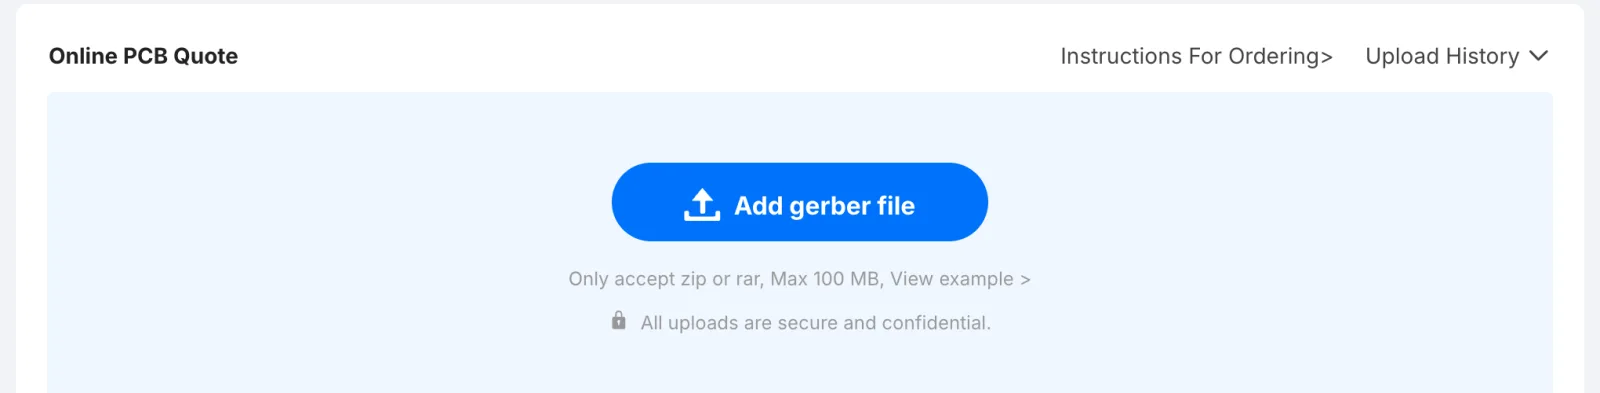 Online PCB Quote
Instructions For Ordering>
Upload History
Add gerber file
Only accept zip or rar, Max 100 MB, View example >
All uploads are secure and confidential.